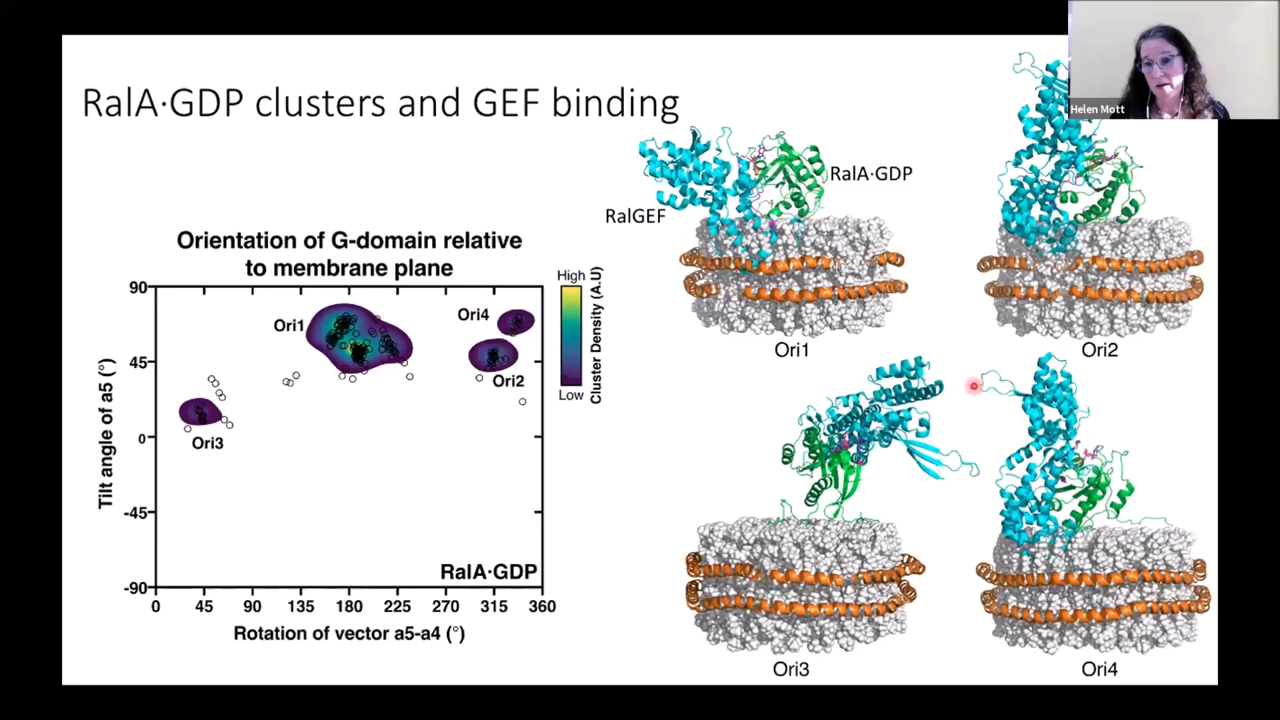 RalA·GDP clusters and GEF binding
Helen Mott
RalA·GDP
RalGEF
Ori1
Ori2
Ori3
Ori4
Orientation of G-domain relative
to membrane plane
High
Low
Cluster Density (A.U)
90
45
0
-45
-90
Tilt angle of a5 (°)
Ori1
Ori4
Ori2
Ori3
RalA·GDP
0 45 90 135 180 225 270 315 360
Rotation of vector a5-a4 (°)